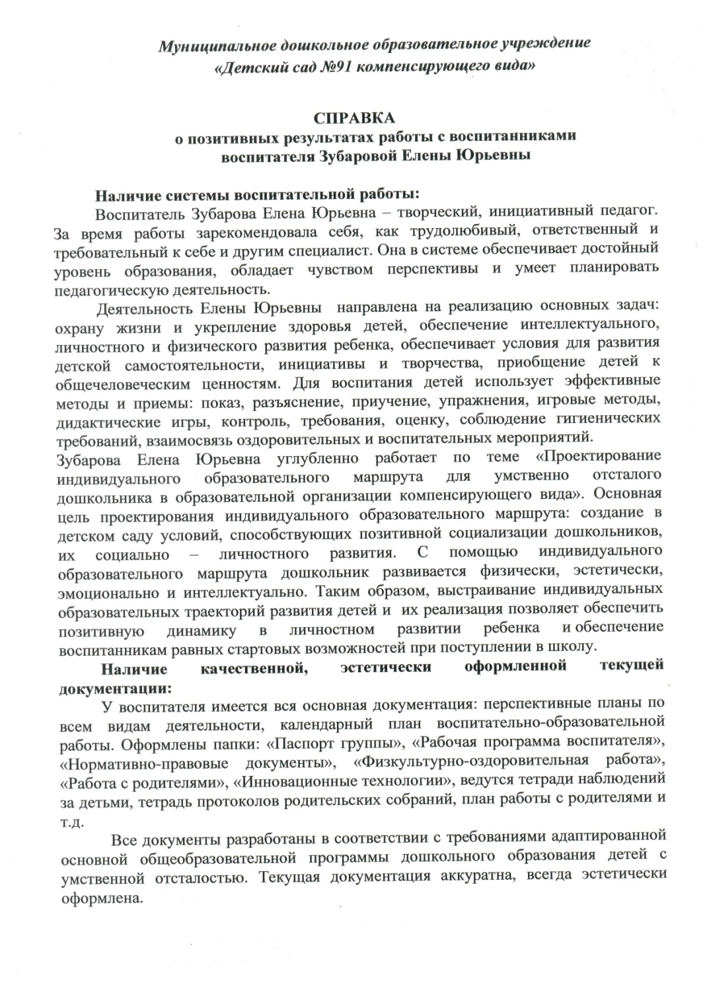 Муниципальное дошкольное образовательное учреждение
«Детский сад №91 компенсирующего вида»
СПРАВКА
о позитивных результатах работы с воспитанниками
воспитателя Зубаровой Елены Юрьевны
Наличие системы воспитательной работы:
Воспитатель Зубарова Елена Юрьевна – творческий, инициативный педагог.
За время работы зарекомендовала себя, как трудолюбивый, ответственный и
требовательный к себе и другим специалист. Она в системе обеспечивает достойный
уровень образования, обладает чувством перспективы и умеет планировать
педагогическую деятельность.
Деятельность Елены Юрьевны направлена на реализацию основных задач:
охрану жизни и укрепление здоровья детей, обеспечение интеллектуального,
личностного и физического развития ребенка, обеспечивает условия для развития
детской самостоятельности, инициативы и творчества, приобщение детей к
общечеловеческим ценностям. Для воспитания детей использует эффективные
методы и приемы: показ, разъяснение, приучение, упражнения, игровые методы,
дидактические игры, контроль, требования, оценку, соблюдение гигиенических
требований, взаимосвязь оздоровительных и воспитательных мероприятий.
Зубарова Елена Юрьевна углубленно работает по теме «Проектирование
индивидуального образовательного маршрута для умственно отсталого
дошкольника в образовательной организации компенсирующего вида». Основная
цель проектирования индивидуального образовательного маршрута: создание в
детском саду условий, способствующих позитивной социализации дошкольников,
их социально – личностного развития. С помощью индивидуального
образовательного маршрута дошкольник развивается физически, эстетически,
эмоционально и интеллектуально. Таким образом, выстраивание индивидуальных
образовательных траекторий развития детей и их реализация позволяет обеспечить
позитивную динамику в личностном развитии ребенка и обеспечение
воспитанникам равных стартовых возможностей при поступлении в школу.
Наличие качественной, эстетически оформленной текущей
документации:
У воспитателя имеется вся основная документация: перспективные планы по
всем видам деятельности, календарный план воспитательно-образовательной
работы. Оформлены папки: «Паспорт группы», «Рабочая программа воспитателя»,
«Нормативно-правовые документы», «Физкультурно-оздоровительная работа»,
«Работа с родителями», «Инновационные технологии», ведутся тетради наблюдений
за детьми, тетрадь протоколов родительских собраний, план работы с родителями и
т.д.
Все документы разработаны в соответствии с требованиями адаптированной
основной общеобразовательной программы дошкольного образования детей с
умственной отсталостью. Текущая документация аккуратна, всегда эстетически
оформлена.